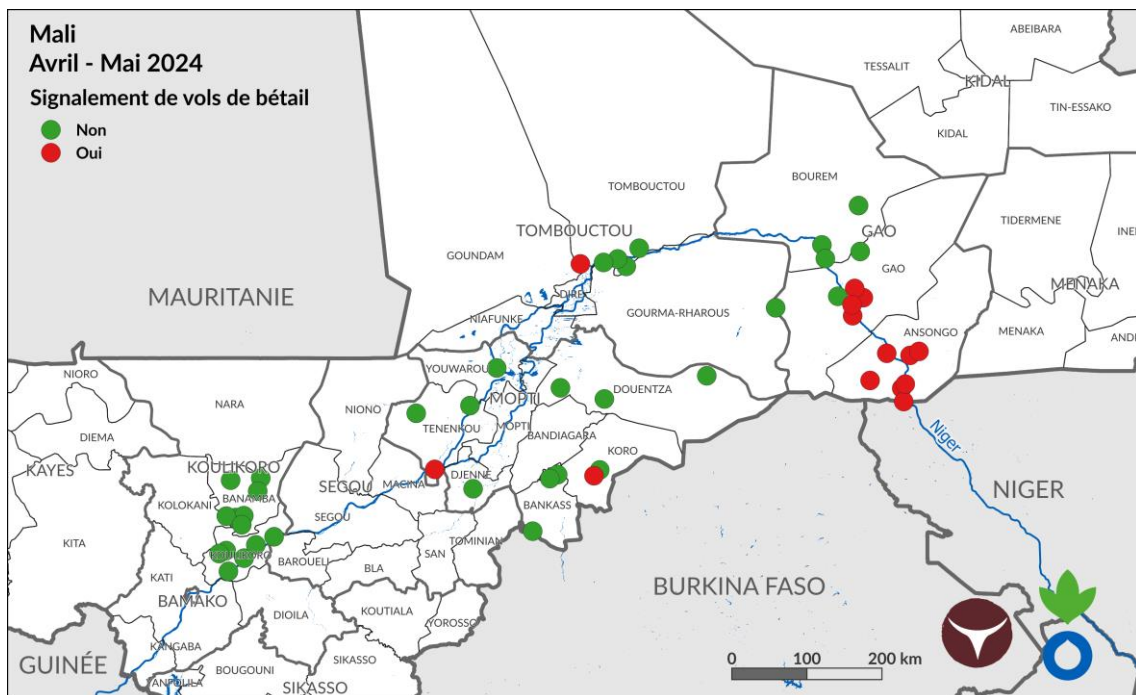 Mali
Avril - Mai 2024
Signalement de vols de bétail
Non
Oui
ABEIBARA
TESSALIT
KIDAL
TIN-ESSAKO
KIDAL
BOUREM
TOMBOUCTOU
TIDERMENE
TOMBOUCTOU
GAO
GOUNDAM
GAO
MENAKA
MAURITANIE
DIRE
NIAFUNKE
GOURMA-RHAROUS
ANSONGO
MENAKA
YOUWAROU
NIORO
NARA
NIONO
DOUENTZA
MOPTI
TENENKOU
MOPTI
BANDIAGARA
DIEMA
Niger
KORO
KAYES
KOULIKORO
SEGOU
MACINA
DJENNE
NIGER
BANAMBA
KOLOKANI
SEGOU
BANKASS
KITA
KOULIKORO
TOMINIAN
BAROUELI
SAN
BLA
KATI
BURKINA FASO
BAMAKO
DIOILA
KOUTIALA
YOROSSO
KANGABA
GUINÉE
BOUGOUNI
SIKASSO
SIKASSO
0 100 200 km